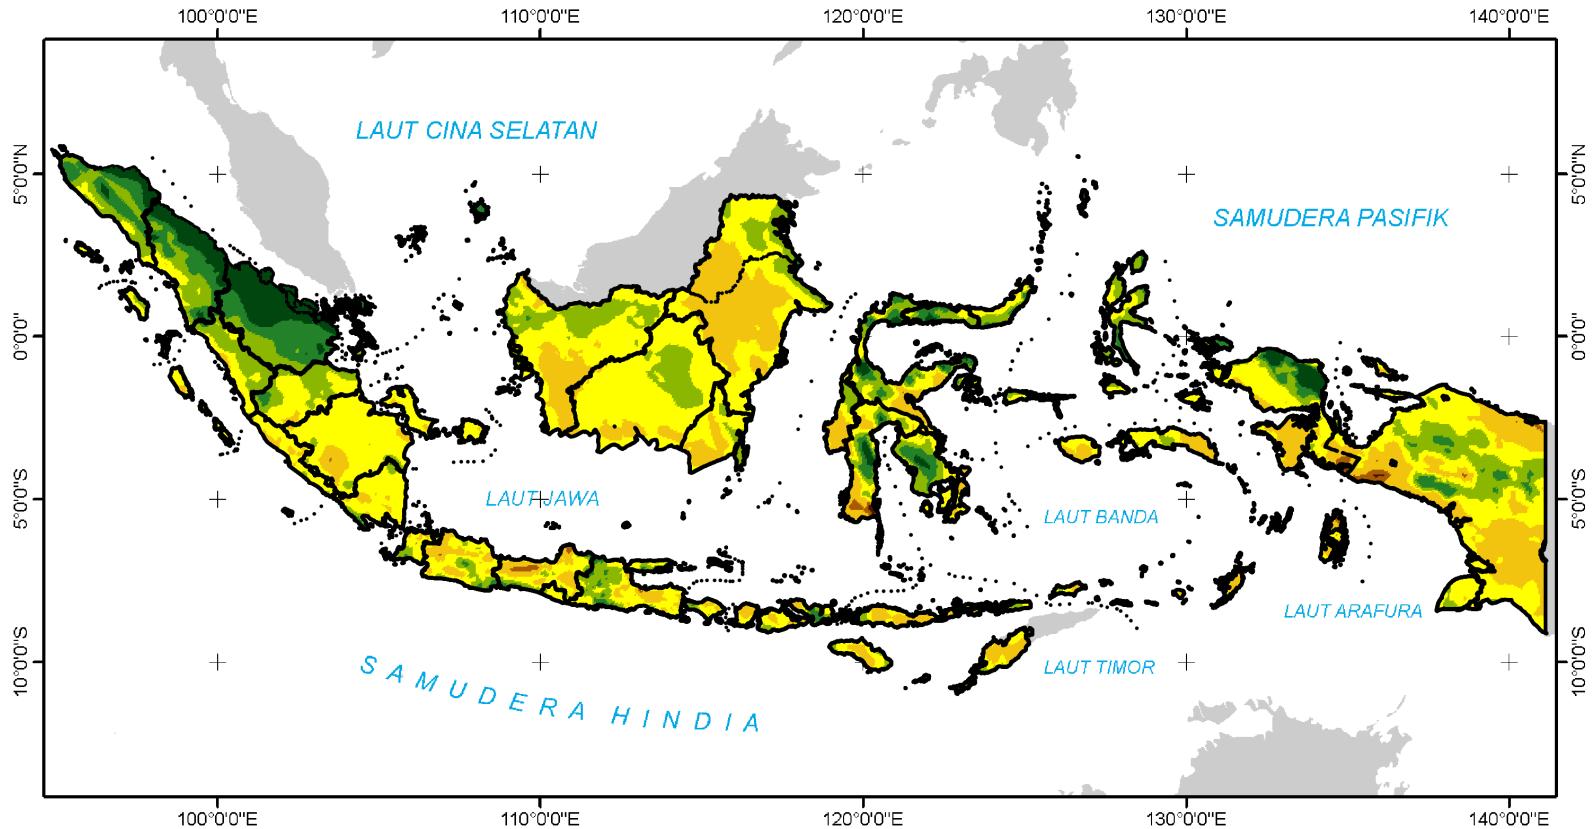 100°0'0"E 110°0'0"E 120°0'0"E 130°0'0"E 140°0'0"E
LAUT CINA SELATAN
5°0'0"N 5°0'0"N
SAMUDERA PASIFIK
0°0'0" 0°0'0"
5°0'0"S 5°0'0"S
LAUT JAWA
LAUT BANDA
LAUT ARAFURA
10°0'0"S 10°0'0"S
LAUT TIMOR
SAMUDERA HINDIA
100°0'0"E 110°0'0"E 120°0'0"E 130°0'0"E 140°0'0"E